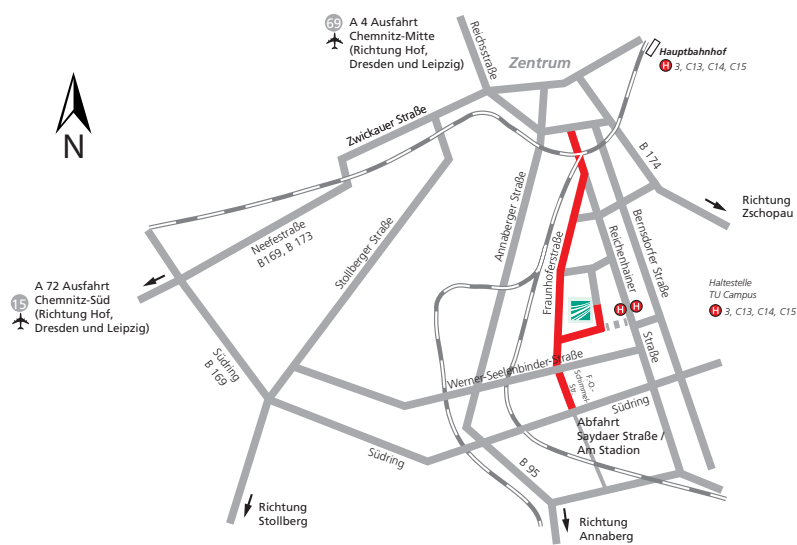 69
A 4 Ausfahrt
Chemnitz-Mitte
(Richtung Hof,
Dresden und Leipzig)
Reichsstraße
Zentrum
Hauptbahnhof
H 3, C13, C14, C15
N
Zwickauer Straße
B 174
Richtung
Zschopau
Annaberger Straße
Neefestraße
B169, B 173
Stollberger Straße
Fraunhoferstraße
Reichenhainer
Straße
Bernsdorfer Straße
15
A 72 Ausfahrt
Chemnitz-Süd
(Richtung Hof,
Dresden und Leipzig)
Haltestelle
TU Campus
H 3, C13, C14, C15
H H
Südring
B 169
Werner-Seelenbinder-Straße
F.-O.-
Schimmel-
Str.
Südring
Abfahrt
Saydaer Straße /
Am Stadion
Südring
B 95
Richtung
Stollberg
Richtung
Annaberg